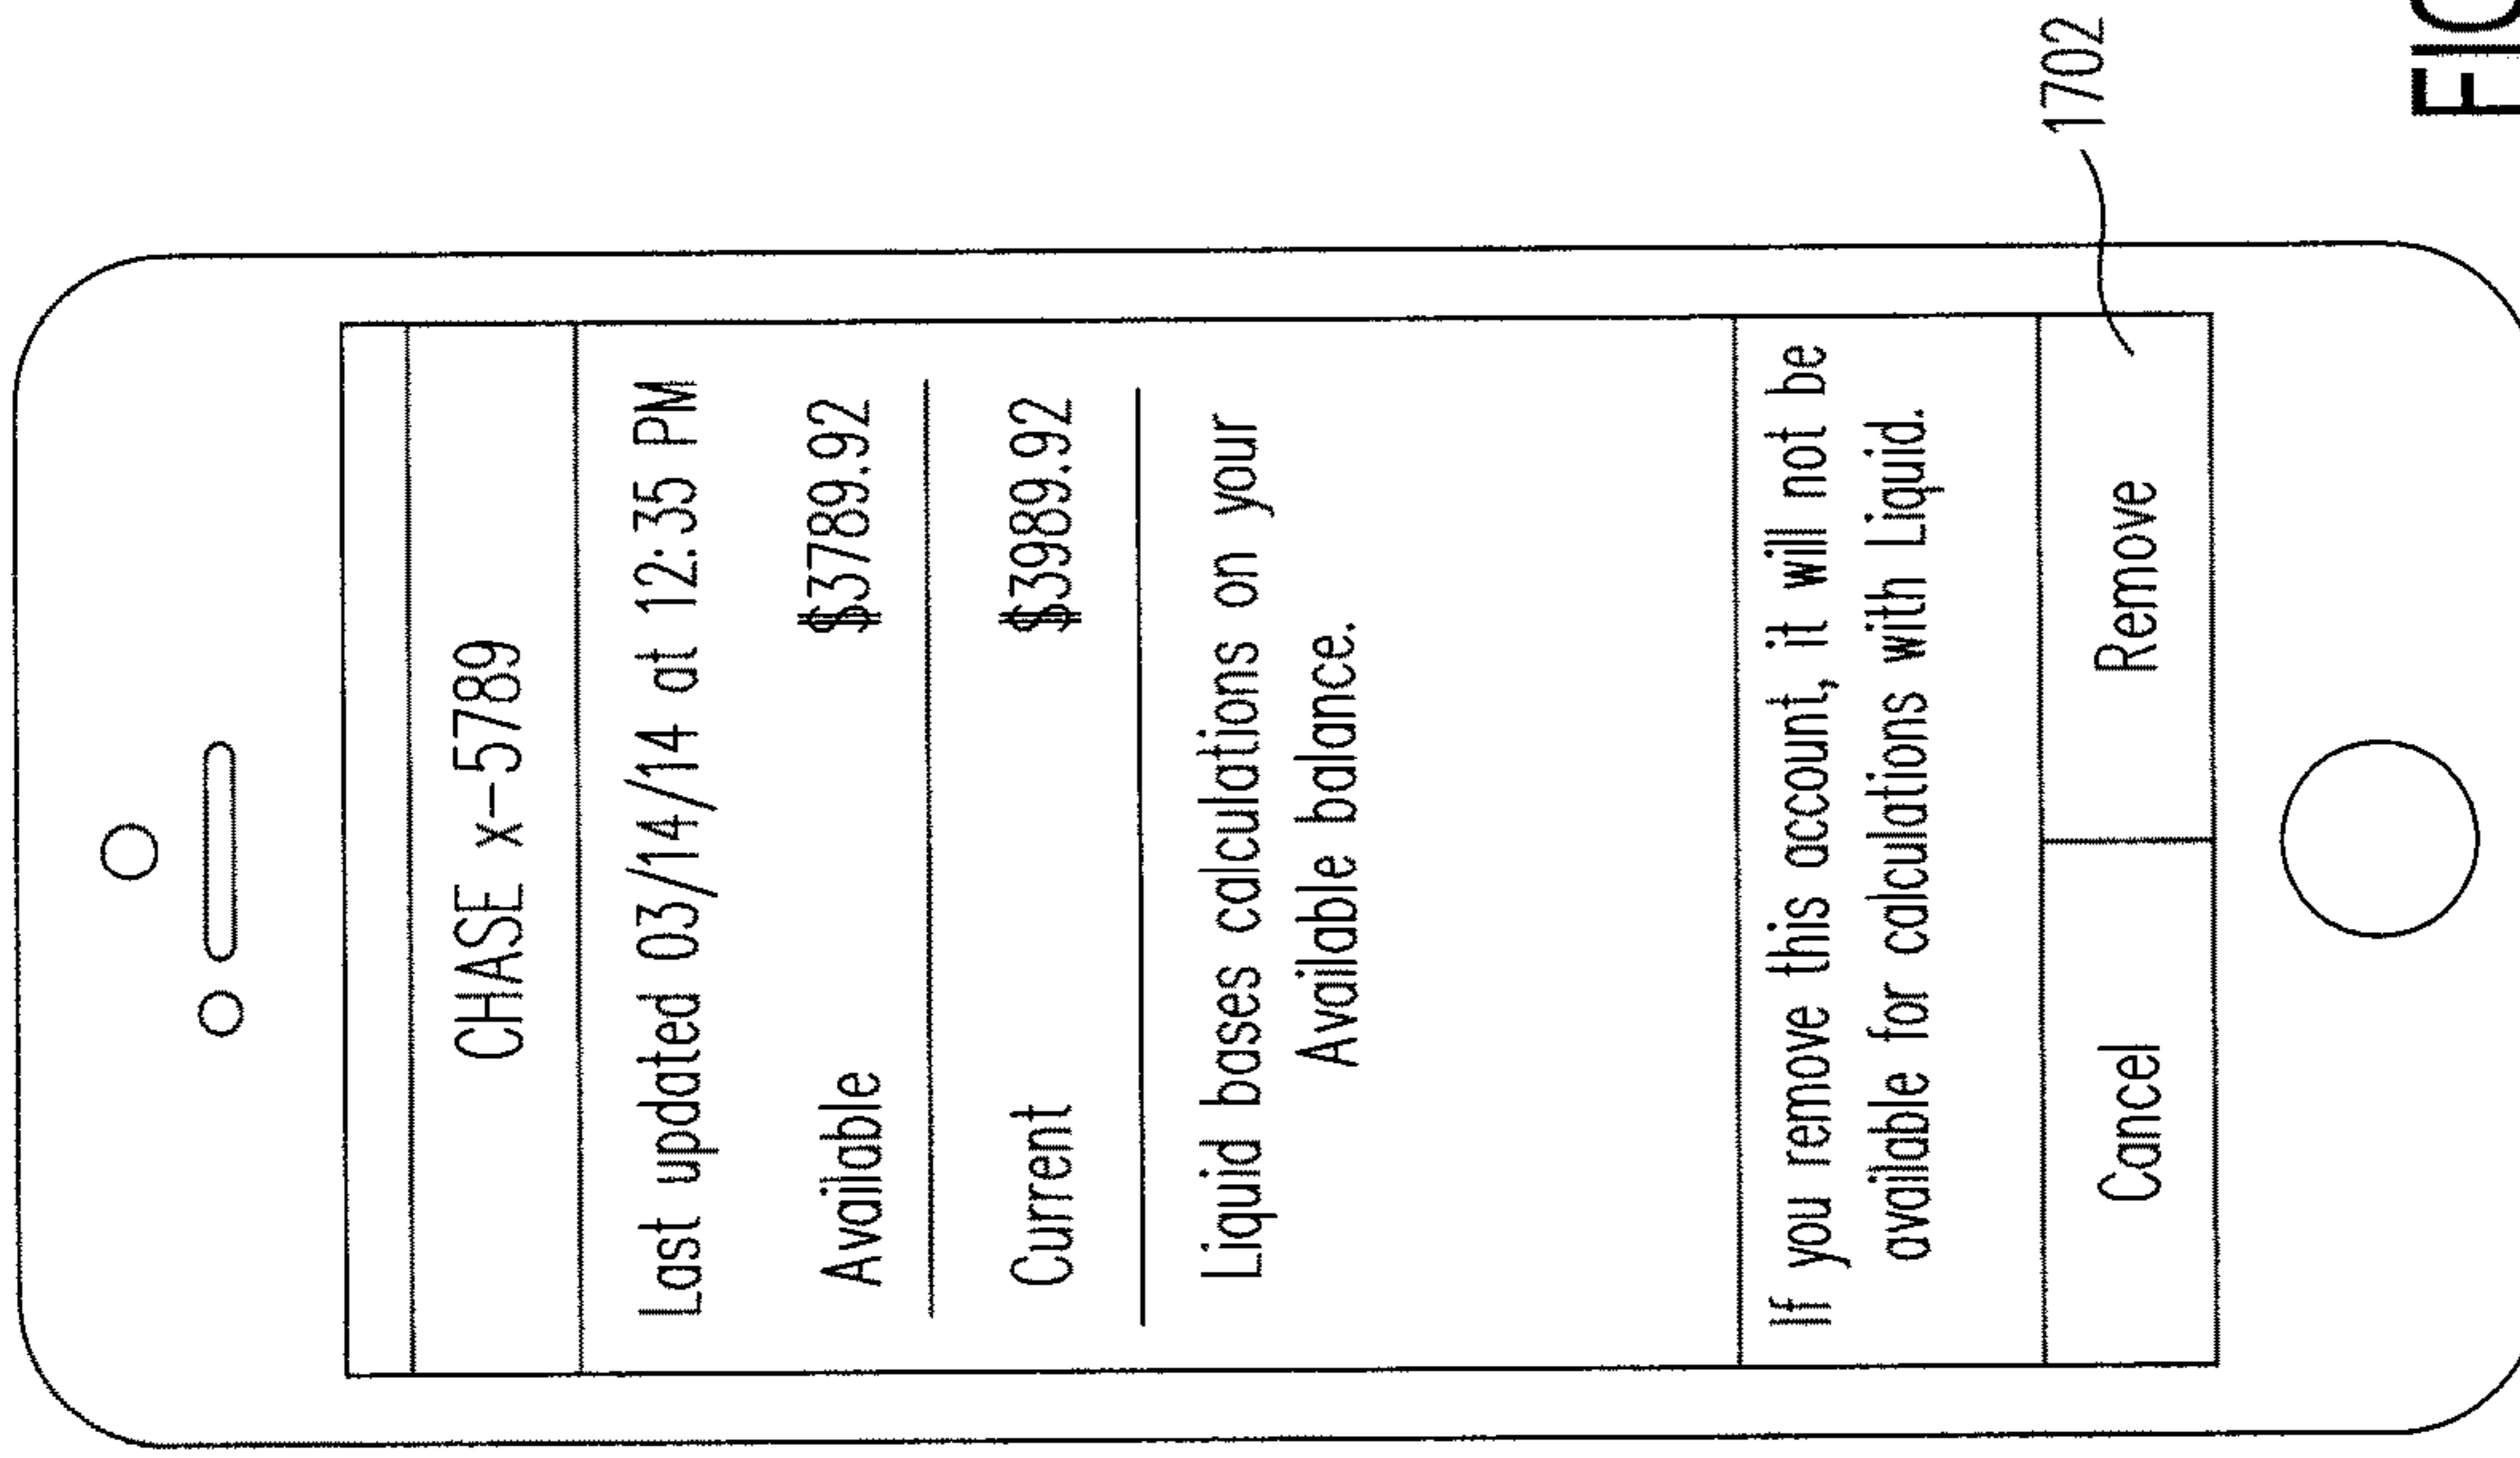 CHASE x-5789
Last updated 03/14/14 at 12:35 PM
Available $3789.92
Current $3989.92
Liquid bases calculations on your
Available balance.
If you remove this account, it will not be
available for calculations with Liquid.
Cancel Remove
1702